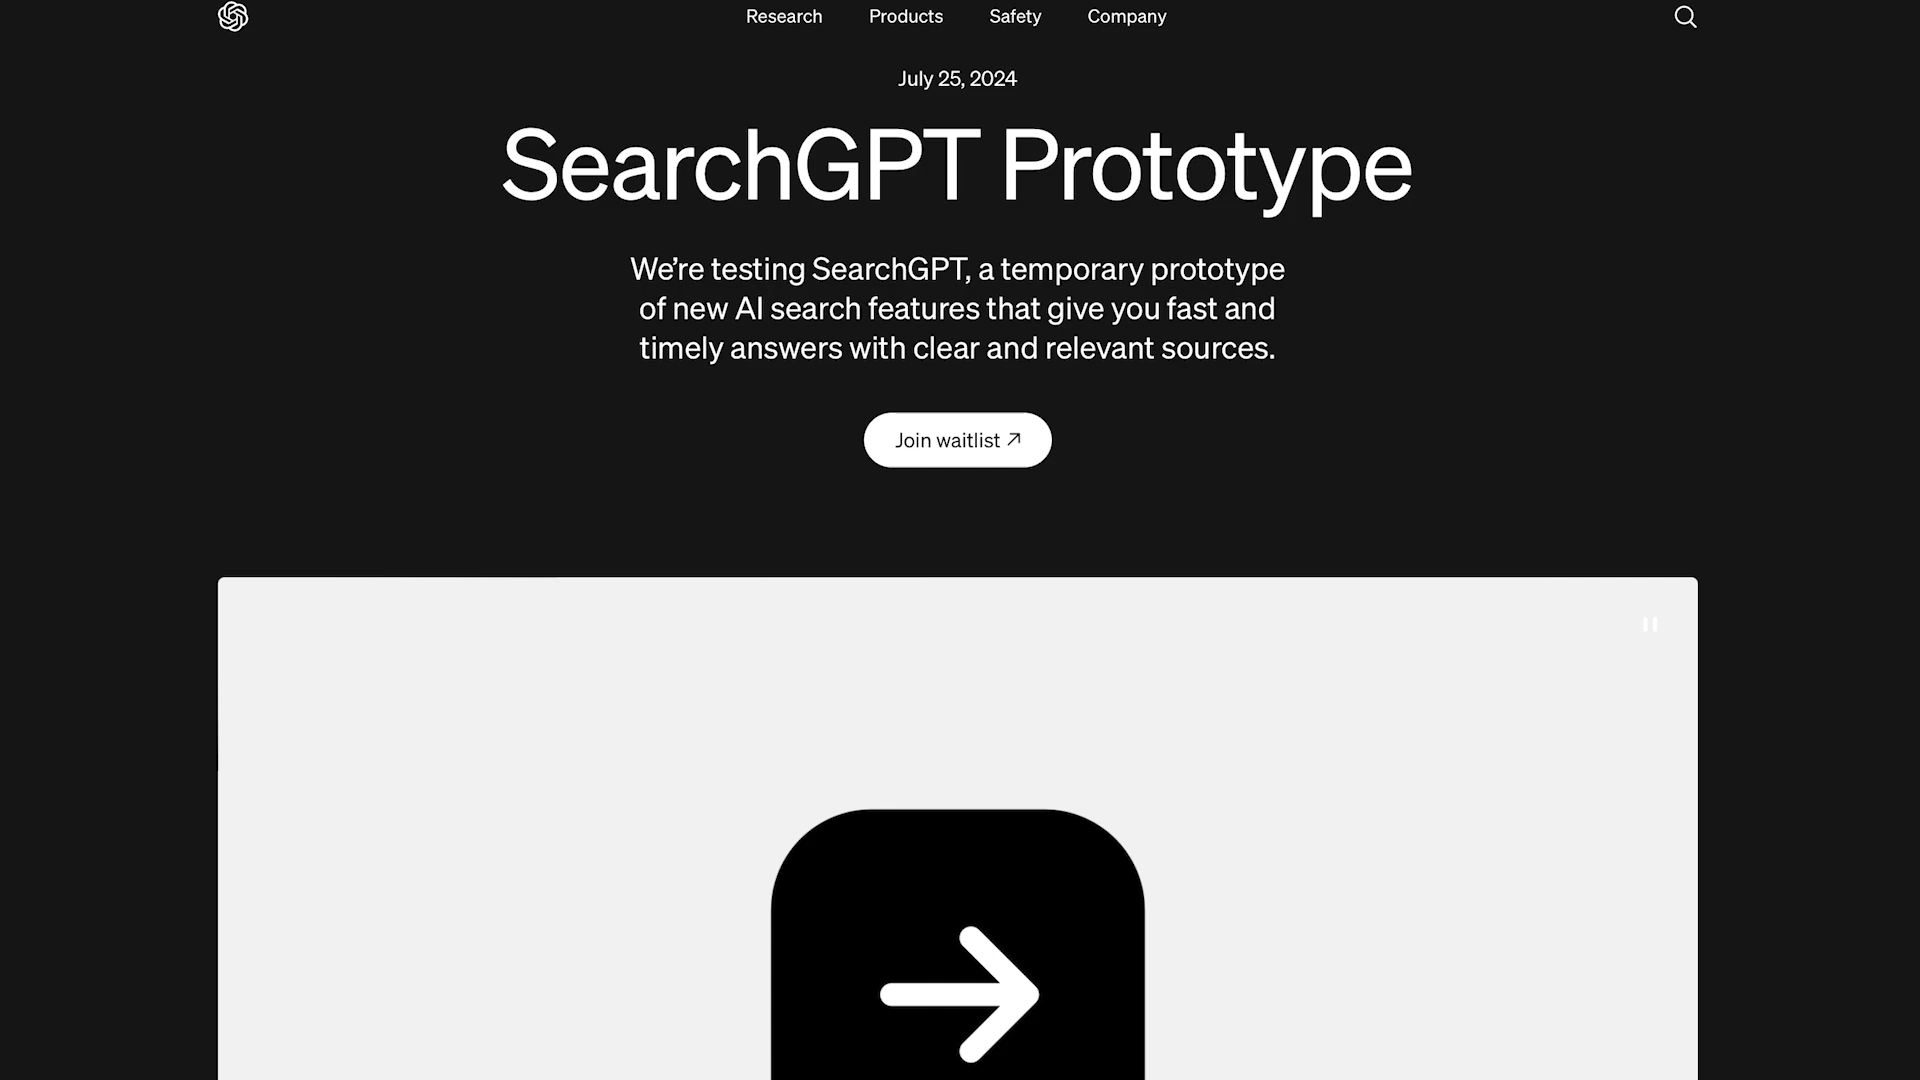 Research Products Safety Company
July 25, 2024
SearchGPT Prototype
We’re testing SearchGPT, a temporary prototype
of new AI search features that give you fast and
timely answers with clear and relevant sources.
Join waitlist ↗